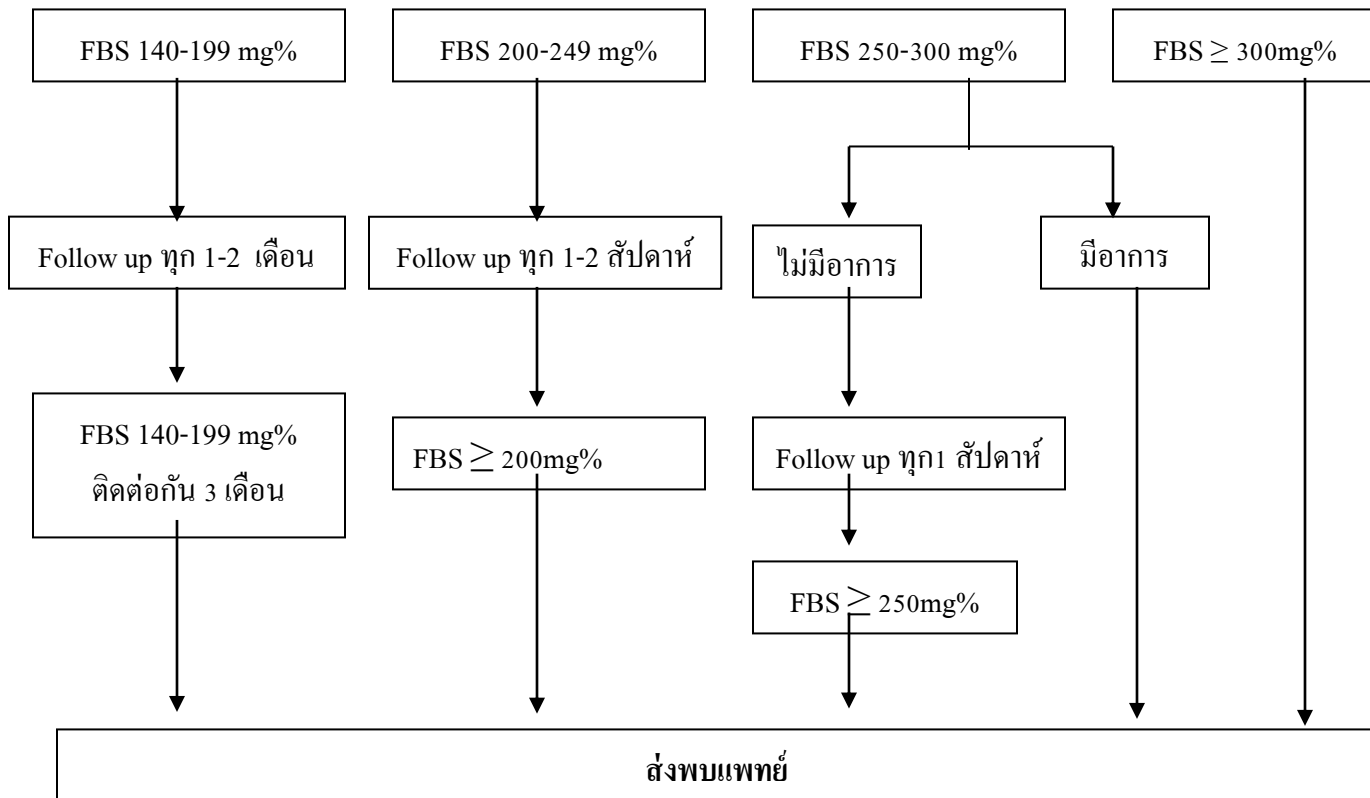 FBS 140-199 mg%
FBS 200-249 mg%
FBS 250-300 mg%
FBS ≥ 300mg%
Follow up ทุก 1-2 เดือน
Follow up ทุก 1-2 สัปดาห์
ไม่มีอาการ
มีอาการ
FBS 140-199 mg%
ติดต่อกัน 3 เดือน
FBS ≥ 200mg%
Follow up ทุก1 สัปดาห์
FBS ≥ 250mg%
ส่งพบแพทย์